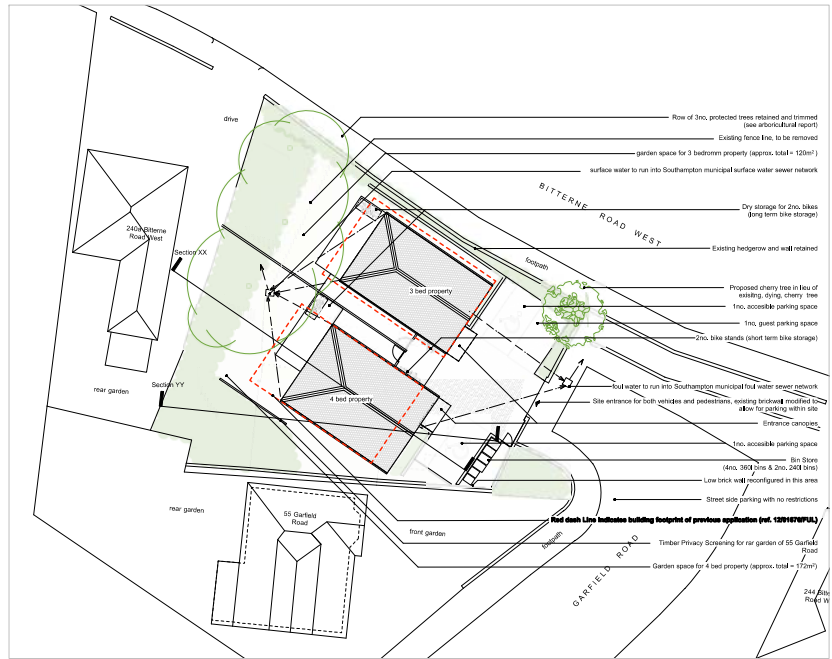 Row of 3no, protected trees retained and trimmed
(see arboricultural report)
drive
Existing fence line, to be removed
garden space for 3 bedromm property (approx. total = 120m²)
surface water to run into Southampton municipal surface water sewer network
BITTERNE ROAD WEST
Dry storage for 2no. bikes
(long term bike storage)
240a Bitterne
Road West
Section XX
Existing hedgerow and wall retained
footpath
3 bed property
Proposed cherry tree in lieu of
exisitng, dying, cherry tree
1no. accesible parking space
1no, guest parking space
2no. bike stands (short term bike storage)
rear garden
Section YY
4 bed property
foul water to run into Southampton municipal foul water sewer network
Site entrance for both vehicles and pedestrians, existing brickwall modified to
allow for parking within site
Entrance canopies
1no. accesible parking space
Bin Store
(4no. 360l bins & 2no. 240l bins)
Low brick wall reconfigured in this area
Street side parking with no restrictions
rear garden
55 Garfield
Road
front garden
footpath
Red dash Line indicates building footprint of previous application (ref. 12/01576/FUL)
Timber Privacy Screening for rar garden of 55 Garfield
Road
Garden space for 4 bed property (approx. total = 172m²)
GARFIELD ROAD
244 Bitte
Road W